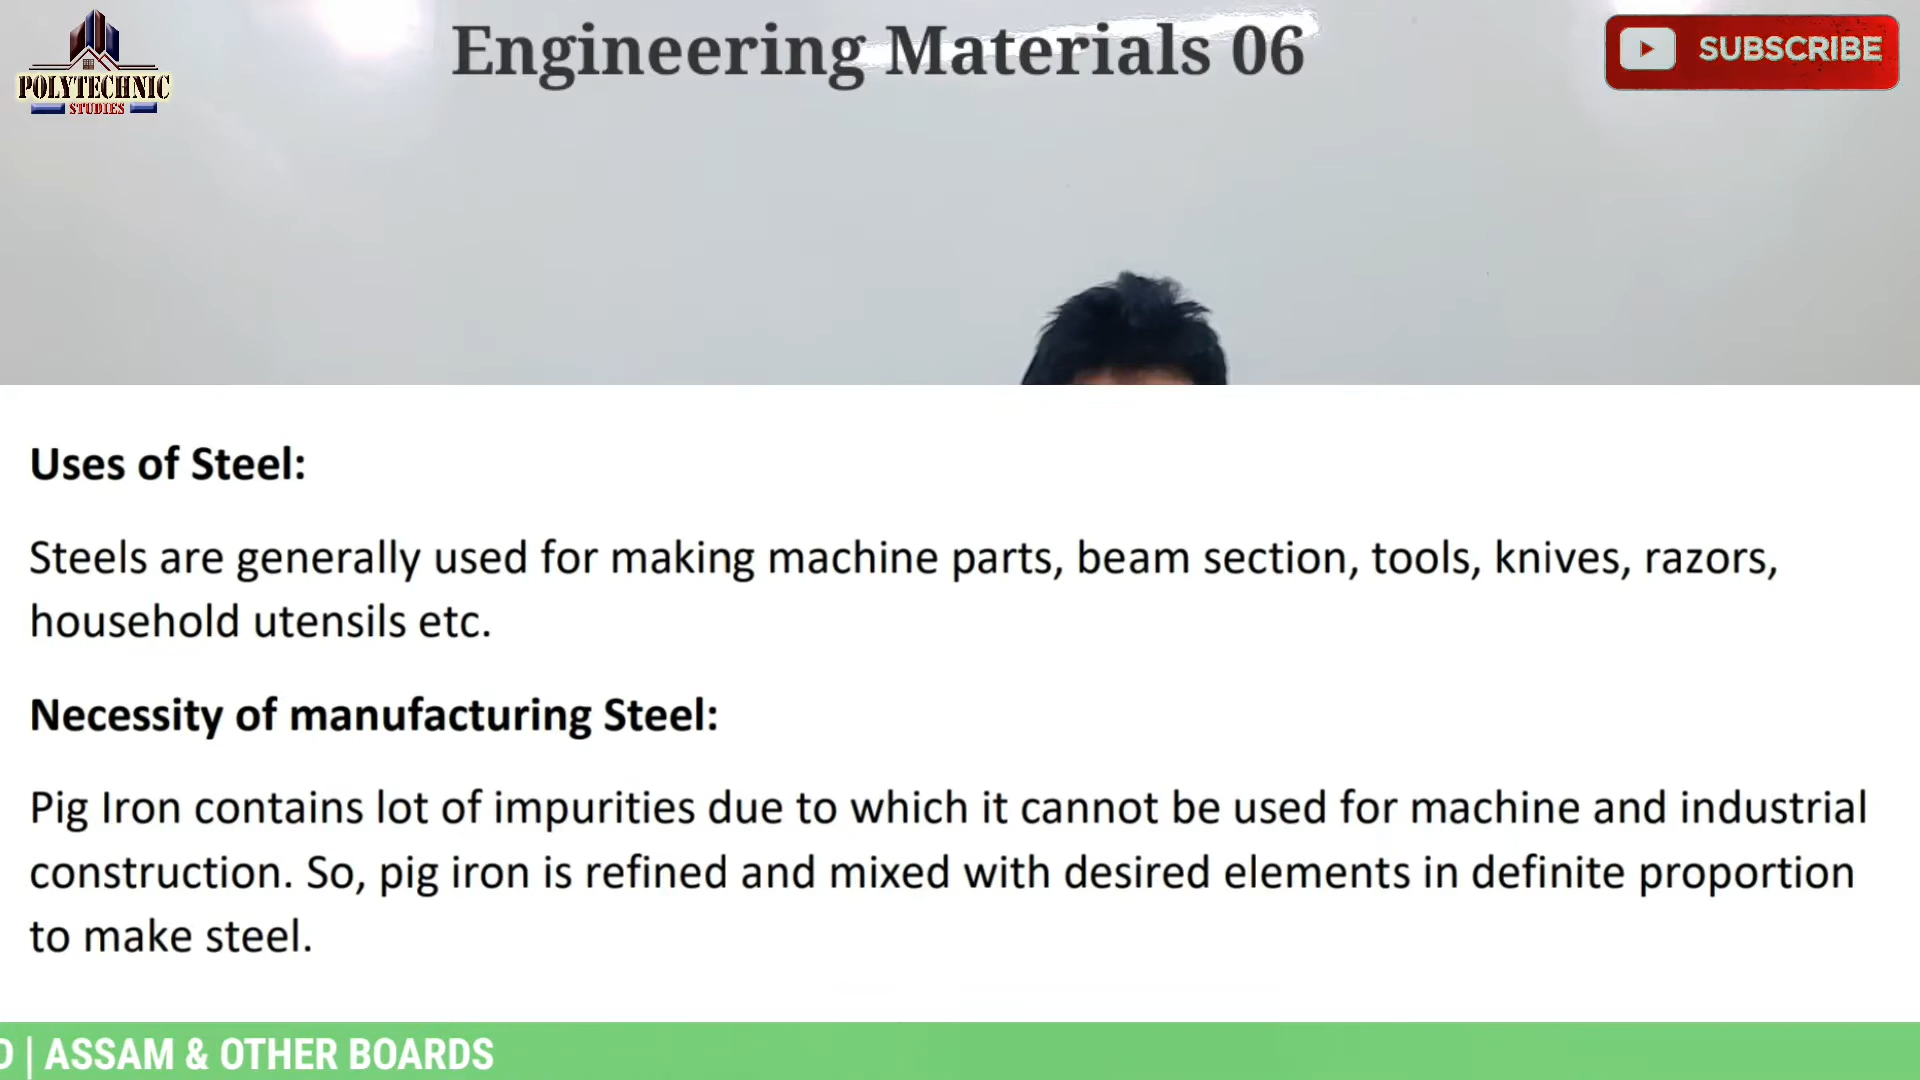 Engineering Materials 06
POLYTECHNIC
STUDIES
SUBSCRIBE
Uses of Steel:
Steels are generally used for making machine parts, beam section, tools, knives, razors,
household utensils etc.
Necessity of manufacturing Steel:
Pig Iron contains lot of impurities due to which it cannot be used for machine and industrial
construction. So, pig iron is refined and mixed with desired elements in definite proportion
to make steel.
| ASSAM & OTHER BOARDS